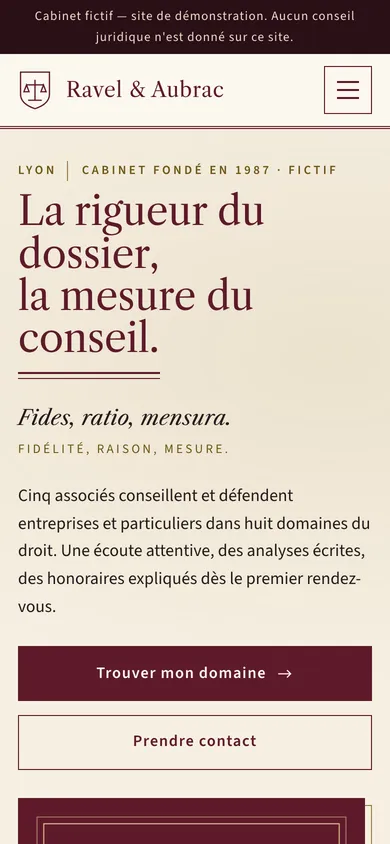 Cabinet fictif — site de démonstration. Aucun conseil
juridique n'est donné sur ce site.
Ravel & Aubrac
LYON CABINET FONDÉ EN 1987 · FICTIF
La rigueur du
dossier,
la mesure du
conseil.
Fides, ratio, mensura.
FIDÉLITÉ, RAISON, MESURE.
Cinq associés conseillent et défendent
entreprises et particuliers dans huit domaines du
droit. Une écoute attentive, des analyses écrites,
des honoraires expliqués dès le premier rendez-
vous.
Trouver mon domaine →
Prendre contact